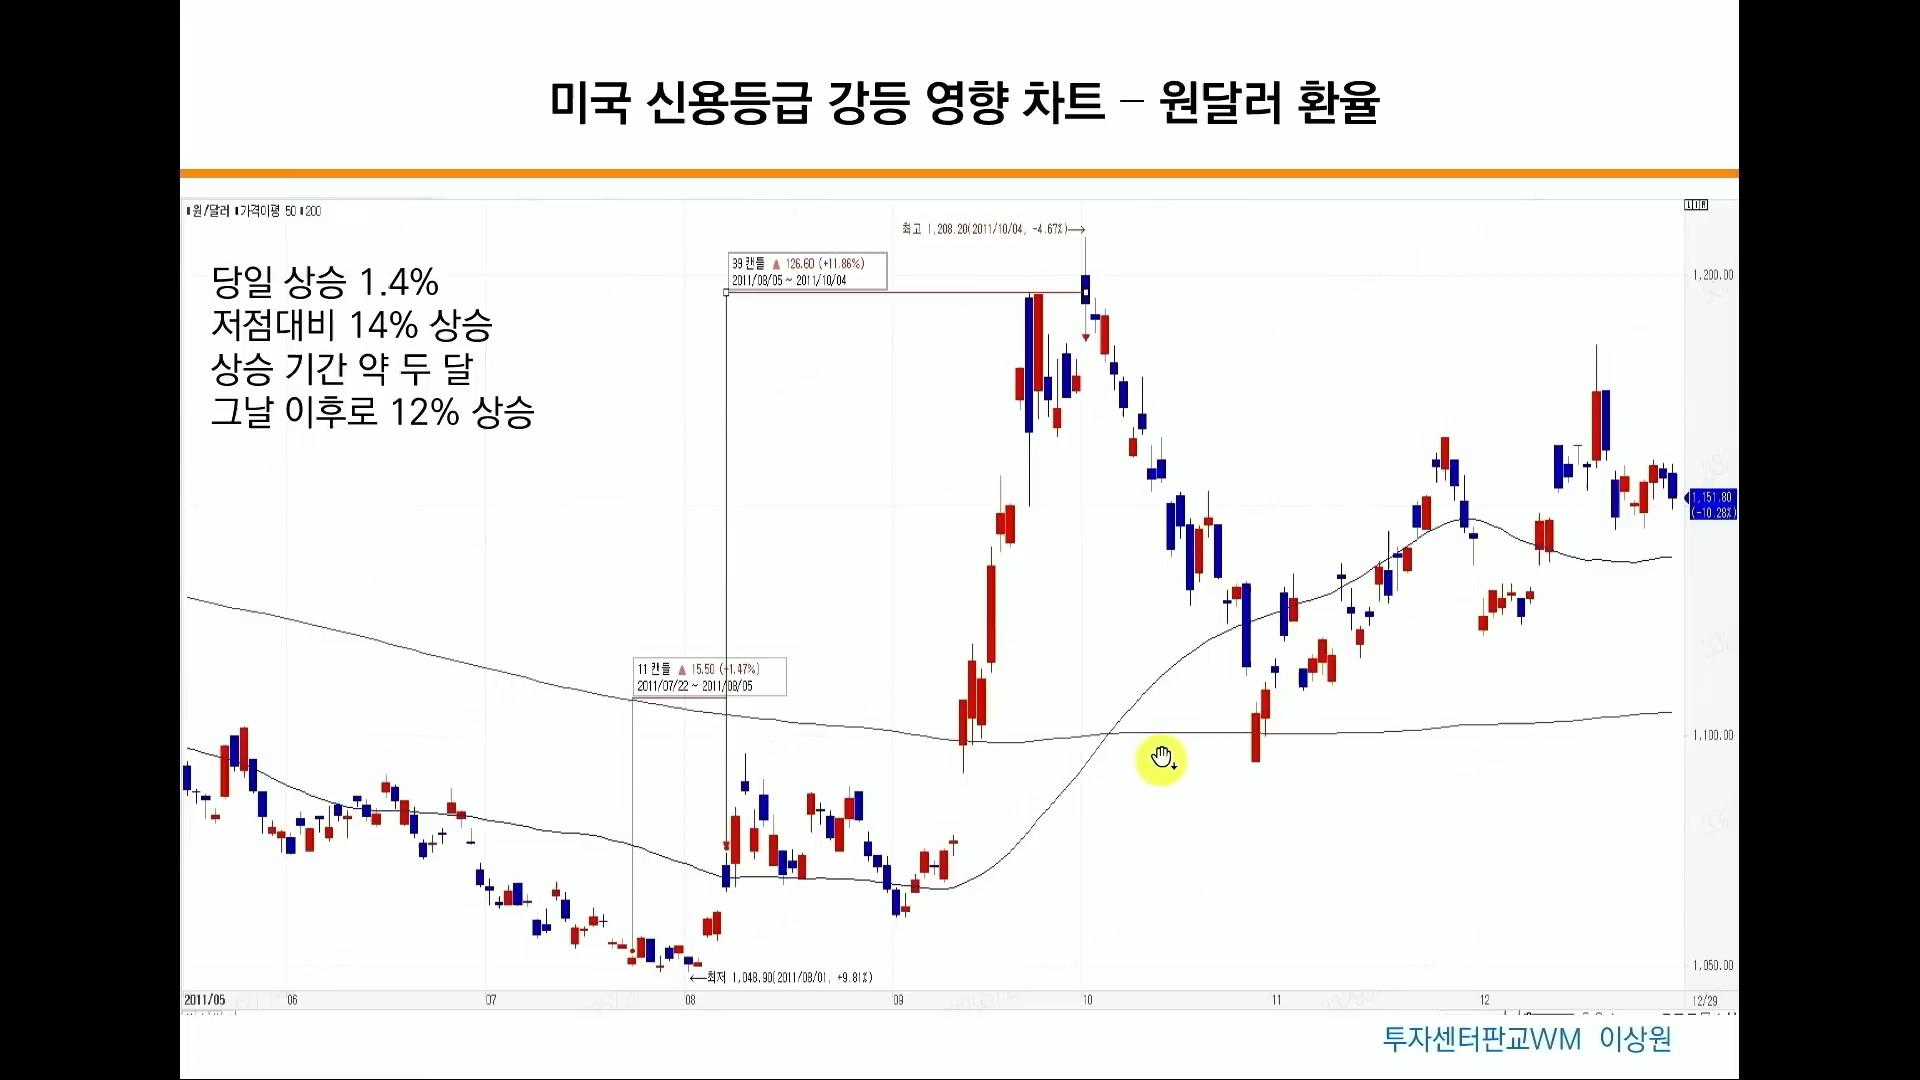 미국 신용등급 강등 영향 차트 – 원달러 환율
원/달러 가격이평 50 200
최고 1,208.20(2011/10/04, -4.67%)→
39 캔들 ▲ 126.60 (+11.86%)
2011/08/05 ~ 2011/10/04
당일 상승 1.4%
저점대비 14% 상승
상승 기간 약 두 달
그날 이후로 12% 상승
1,200.00
1,151.80
(-10.28%)
11 캔들 ▲ 15.50 (+1.47%)
2011/07/22 ~ 2011/08/05
1,100.00
1,050.00
←최저 1,048.90(2011/08/01, +9.81%)
2011/05 06 07 08 09 10 11 12 12/29
투자센터판교WM 이상원